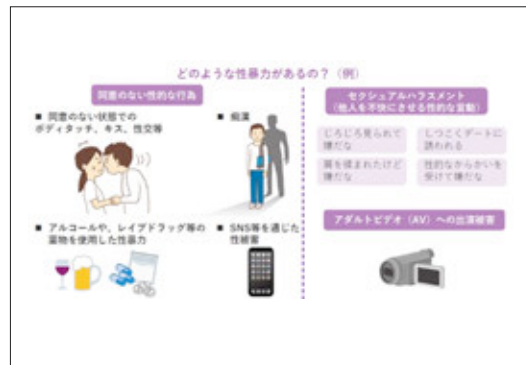 どのような性暴力があるの？（例）
同意のない性的な行為
■ 同意のない状態での
ボディタッチ、キス、性交等
■ 痴漢
■ アルコールや、レイプドラッグ等の
薬物を使用した性暴力
■ SNS等を通じた
性被害
セクシュアルハラスメント
（他人を不快にさせる性的な言動）
じろじろ見られて
嫌だな
しつこくデートに
誘われる
肩を揉まれたけど
嫌だな
性的なからかいを
受けて嫌だな
アダルトビデオ（AV）への出演被害